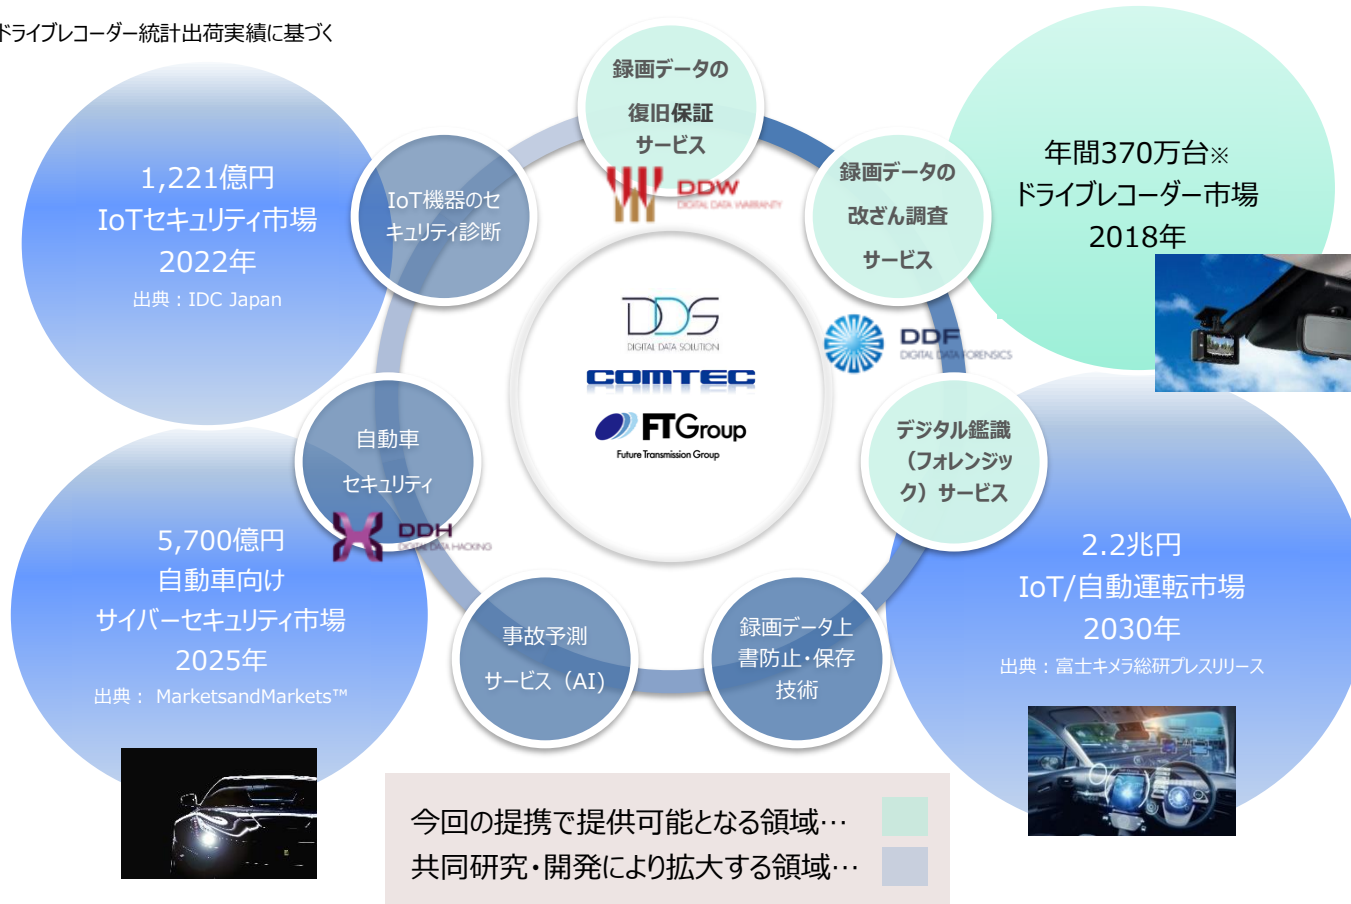 ドライブレコーダー統計出荷実績に基づく
録画データの
復旧保証
サービス
DDW
DIGITAL DATA WARRANTY
録画データの
改ざん調査
サービス
年間370万台※
ドライブレコーダー市場
2018年
1,221億円
IoTセキュリティ市場
2022年
出典：IDC Japan
IoT機器のセ
キュリティ診断
DDS
DIGITAL DATA SOLUTION
COMTEC
FTGroup
Future Transmission Group
DDF
DIGITAL DATA FORENSICS
自動車
セキュリティ
DDH
DIGITAL DATA HACKING
デジタル鑑識
（フォレンジッ
ク）サービス
5,700億円
自動車向け
サイバーセキュリティ市場
2025年
出典： MarketsandMarkets™
2.2兆円
IoT/自動運転市場
2030年
出典：富士キメラ総研プレスリリース
事故予測
サービス（AI)
録画データ上
書防止・保存
技術
今回の提携で提供可能となる領域…
共同研究・開発により拡大する領域…